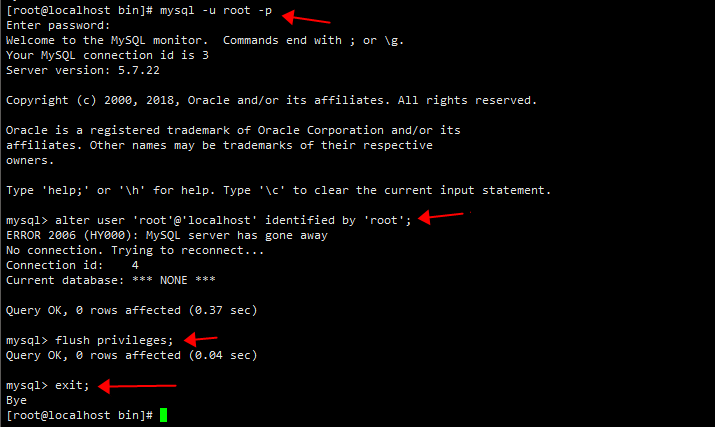 [root@localhost bin]# mysql -u root -p
Enter password:
Welcome to the MySQL monitor.  Commands end with ; or \g.
Your MySQL connection id is 3
Server version: 5.7.22
Copyright (c) 2000, 2018, Oracle and/or its affiliates. All rights reserved.
Oracle is a registered trademark of Oracle Corporation and/or its
affiliates. Other names may be trademarks of their respective
owners.
Type 'help;' or '\h' for help. Type '\c' to clear the current input statement.
mysql> alter user 'root'@'localhost' identified by 'root';
ERROR 2006 (HY000): MySQL server has gone away
No connection. Trying to reconnect...
Connection id:    4
Current database: *** NONE ***
Query OK, 0 rows affected (0.37 sec)
mysql> flush privileges;
Query OK, 0 rows affected (0.04 sec)
mysql> exit;
Bye
[root@localhost bin]#